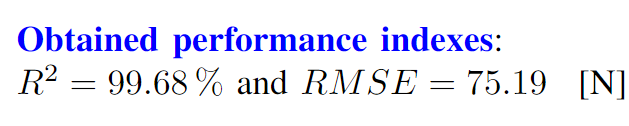 Obtained performance indexes:
R² = 99.68 % and RMSE = 75.19 [N]